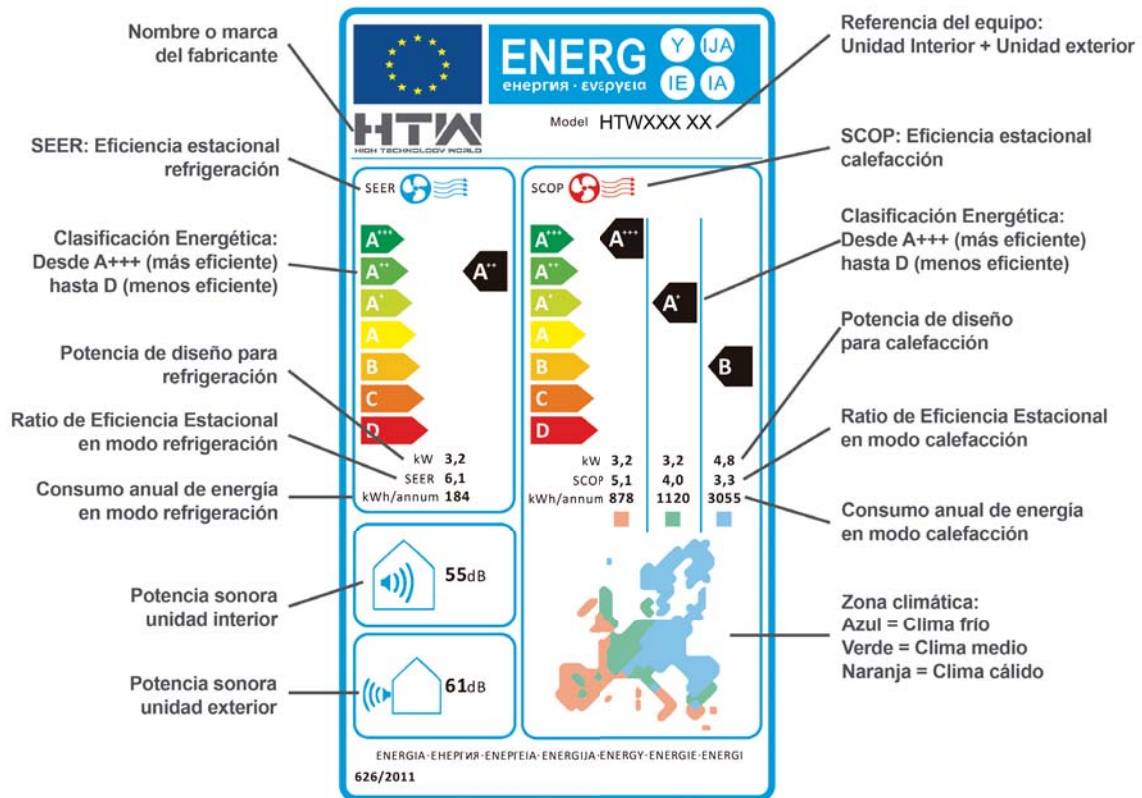 Nombre o marca
del fabricante
SEER: Eficiencia estacional
refrigeración
Clasificación Energética:
Desde A+++ (más eficiente)
hasta D (menos eficiente)
Potencia de diseño para
refrigeración
Ratio de Eficiencia Estacional
en modo refrigeración
Consumo anual de energía
en modo refrigeración
Potencia sonora
unidad interior
Potencia sonora
unidad exterior
ENERG
енергия · ενεργεια
Y IJA
IE IA
HTW
HIGH TECHNOLOGY WORLD
Model HTWXXX XX
SEER
A+++
A++
A+
A
B
C
D
A++
kW 3,2
SEER 6,1
kWh/annum 184
55dB
61dB
SCOP
A+++
A++
A+
A
B
C
D
A+++
A+
B
kW 3,2 3,2 4,8
SCOP 5,1 4,0 3,3
kWh/annum 878 1120 3055
ENERGIA·ЕНЕРГИЯ·ΕΝΕΡΓΕΙΑ·ENERGIJA·ENERGY·ENERGIE·ENERGI
626/2011
Referencia del equipo:
Unidad Interior + Unidad exterior
SCOP: Eficiencia estacional
calefacción
Clasificación Energética:
Desde A+++ (más eficiente)
hasta D (menos eficiente)
Potencia de diseño
para calefacción
Ratio de Eficiencia Estacional
en modo calefacción
Consumo anual de energía
en modo calefacción
Zona climática:
Azul = Clima frío
Verde = Clima medio
Naranja = Clima cálido